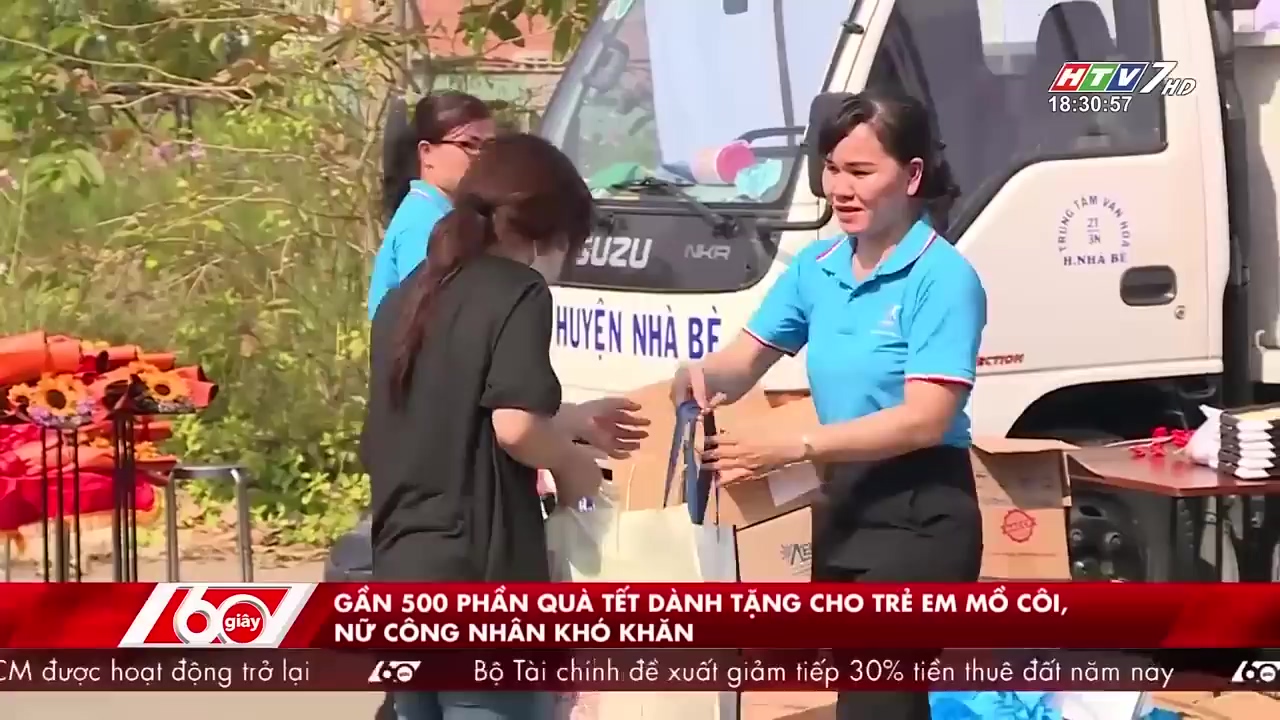 HTV7 HD
18:30:57
TRUNG TÂM VĂN HÓA
H.NHÀ BÈ
ISUZU NKR
HUYỆN NHÀ BÈ
60 giây
GẦN 500 PHẦN QUÀ TẾT DÀNH TẶNG CHO TRẺ EM MỒ CÔI,
NỮ CÔNG NHÂN KHÓ KHĂN
CM được hoạt động trở lại 60 Bộ Tài chính đề xuất giảm tiếp 30% tiền thuê đất năm nay 60